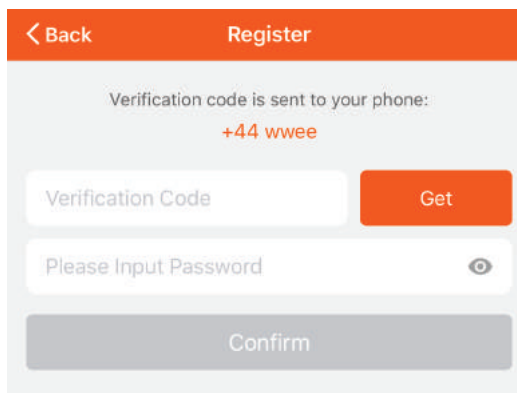 Back Register
Verification code is sent to your phone:
+44 wwee
Verification Code Get
Please Input Password
Confirm